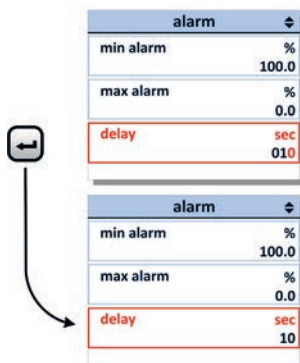 alarm
min alarm %
100.0
max alarm %
0.0
delay sec
010
alarm
min alarm %
100.0
max alarm %
0.0
delay sec
10